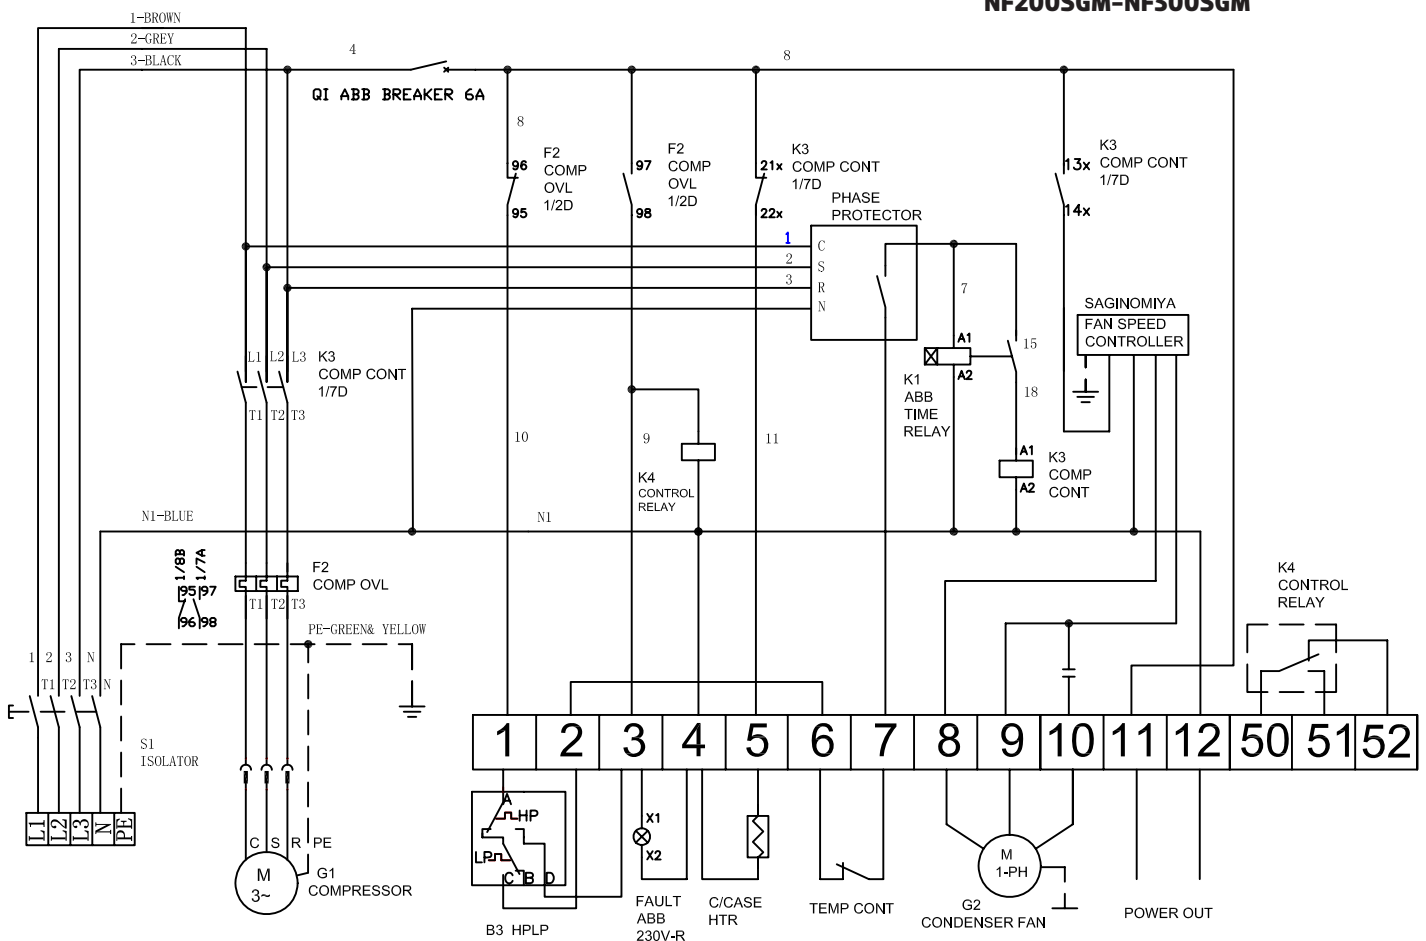 NF200SGM-NF500SGM
1-BROWN
2-GREY
3-BLACK
4
8
QI ABB BREAKER 6A
8
96
95
F2
COMP
OVL
1/2D
97
98
F2
COMP
OVL
1/2D
21x
22x
K3
COMP CONT
1/7D
13x
14x
K3
COMP CONT
1/7D
PHASE
PROTECTOR
1
2
3
C
S
R
N
7
SAGINOMIYA
FAN SPEED
CONTROLLER
A1
A2
15
18
K1
ABB
TIME
RELAY
L1
L2
L3
K3
COMP CONT
1/7D
T1
T2
T3
10
9
11
K4
CONTROL
RELAY
A1
A2
K3
COMP
CONT
N1-BLUE
N1
1/8B
1/7A
95
97
96
98
F2
COMP OVL
T1
T2
T3
PE-GREEN& YELLOW
K4
CONTROL
RELAY
1
2
3
N
T1
T2
T3
N
S1
ISOLATOR
1
2
3
4
5
6
7
8
9
10
11
12
50
51
52
L1
L2
L3
N
PE
C
S
R
PE
M
3~
G1
COMPRESSOR
A
HP
LP
C
B
D
B3 HPLP
X1
X2
FAULT
ABB
230V-R
C/CASE
HTR
TEMP CONT
M
1-PH
G2
CONDENSER FAN
POWER OUT